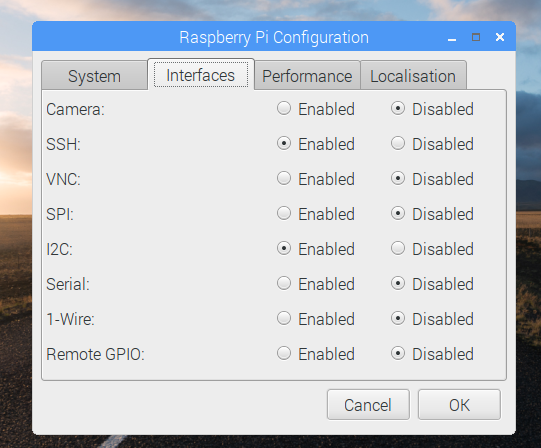 Raspberry Pi Configuration
System Interfaces Performance Localisation
Camera: Enabled Disabled
SSH: Enabled Disabled
VNC: Enabled Disabled
SPI: Enabled Disabled
I2C: Enabled Disabled
Serial: Enabled Disabled
1-Wire: Enabled Disabled
Remote GPIO: Enabled Disabled
Cancel OK